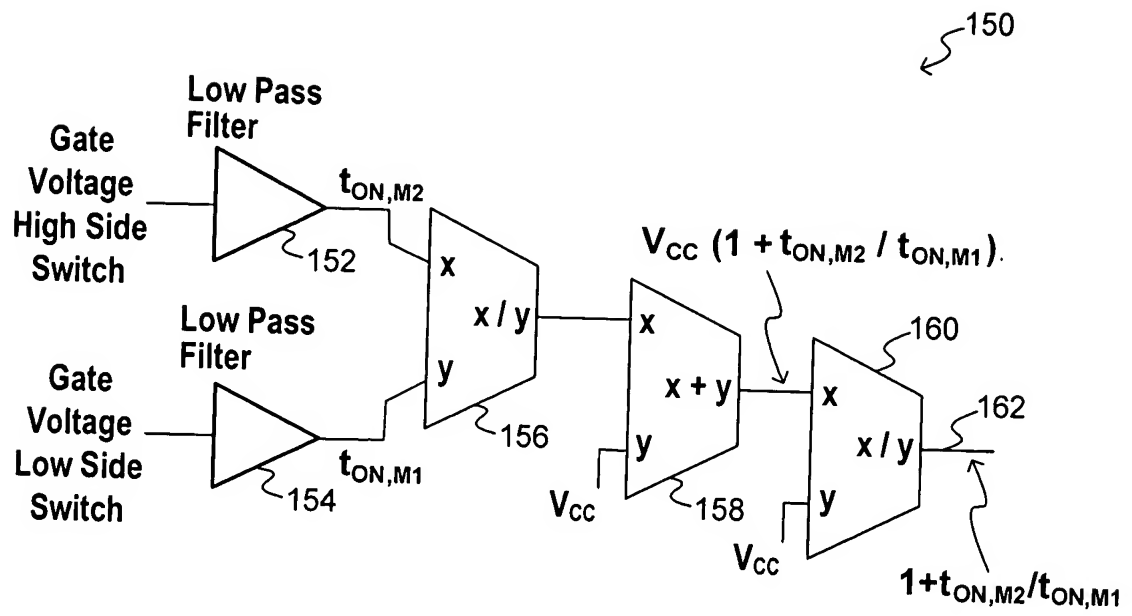 150
Low Pass
Filter
Gate
Voltage
High Side
Switch
t_ON,M2
152
x
x / y
y
156
Low Pass
Filter
Gate
Voltage
Low Side
Switch
t_ON,M1
154
V_CC (1 + t_ON,M2 / t_ON,M1).
x
x + y
y
V_CC
158
160
x
x / y
y
V_CC
162
1+t_ON,M2/t_ON,M1